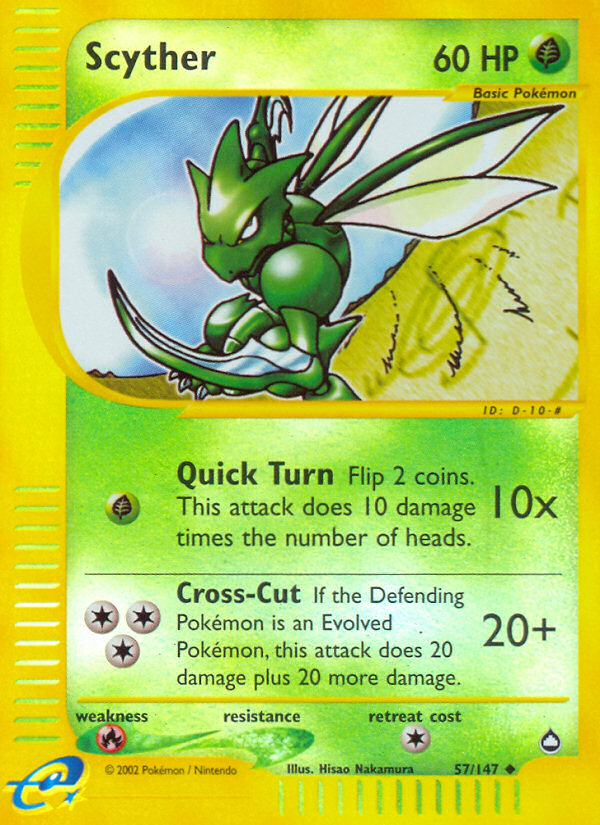 Scyther
60 HP
Basic Pokémon
ID: D-10-#
Quick Turn Flip 2 coins.
This attack does 10 damage
times the number of heads.
10x
Cross-Cut If the Defending
Pokémon is an Evolved
Pokémon, this attack does 20
damage plus 20 more damage.
20+
weakness resistance retreat cost
© 2002 Pokémon / Nintendo Illus. Hisao Nakamura 57/147
e